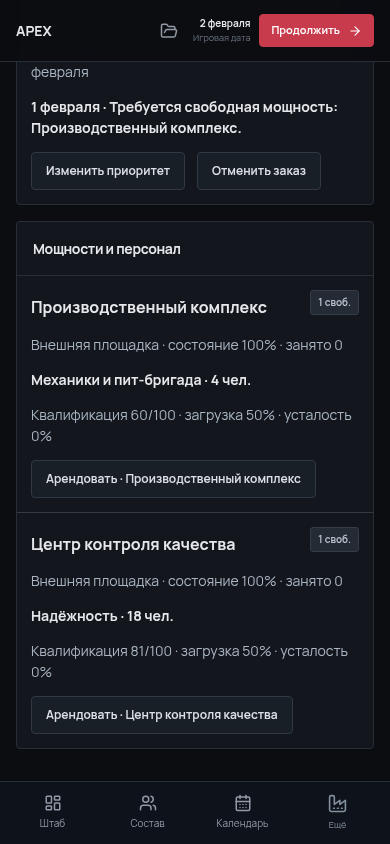 APEX
2 февраля
Игровая дата
Продолжить
февраля
1 февраля · Требуется свободная мощность:
Производственный комплекс.
Изменить приоритет
Отменить заказ
Мощности и персонал
Производственный комплекс
1 своб.
Внешняя площадка · состояние 100% · занято 0
Механики и пит-бригада · 4 чел.
Квалификация 60/100 · загрузка 50% · усталость
0%
Арендовать · Производственный комплекс
Центр контроля качества
1 своб.
Внешняя площадка · состояние 100% · занято 0
Надёжность · 18 чел.
Квалификация 81/100 · загрузка 50% · усталость
0%
Арендовать · Центр контроля качества
Штаб
Состав
Календарь
Ещё